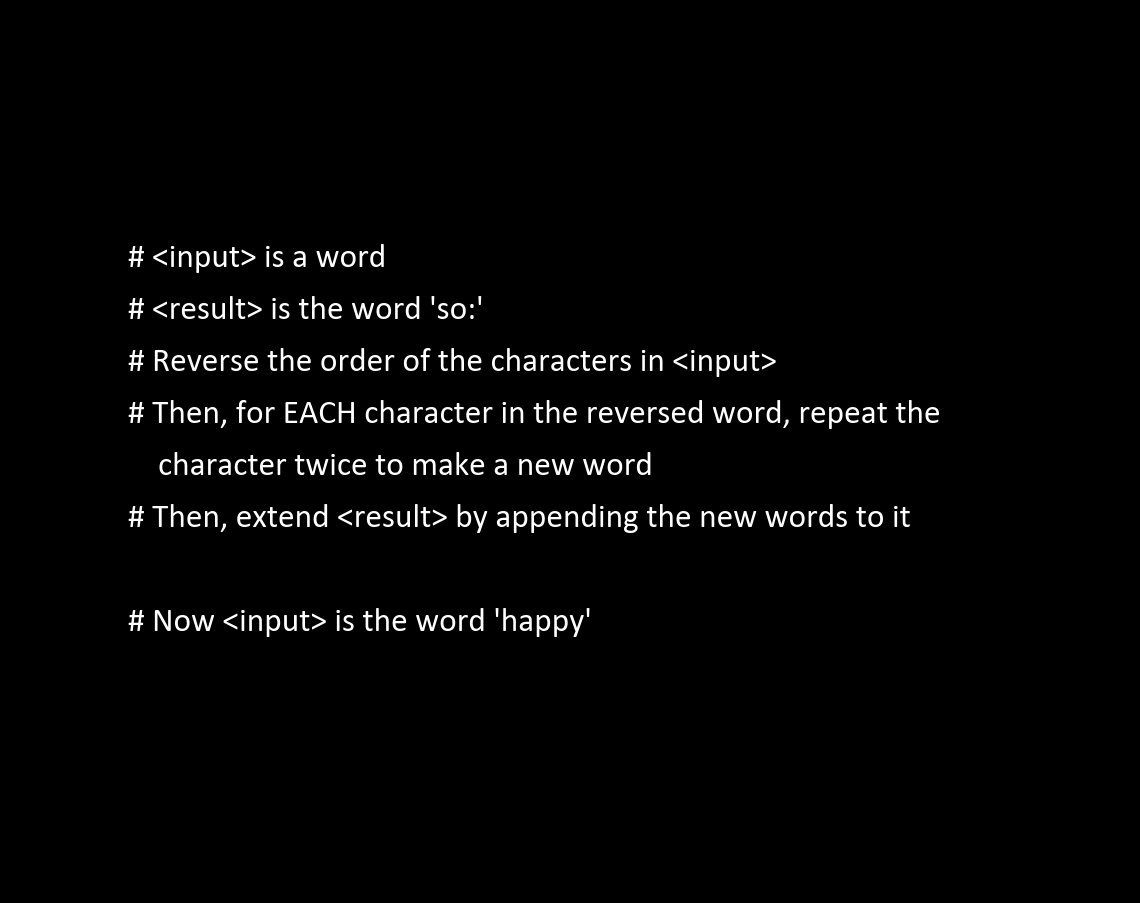 # <input> is a word
# <result> is the word 'so:'
# Reverse the order of the characters in <input>
# Then, for EACH character in the reversed word, repeat the
character twice to make a new word
# Then, extend <result> by appending the new words to it
# Now <input> is the word 'happy'